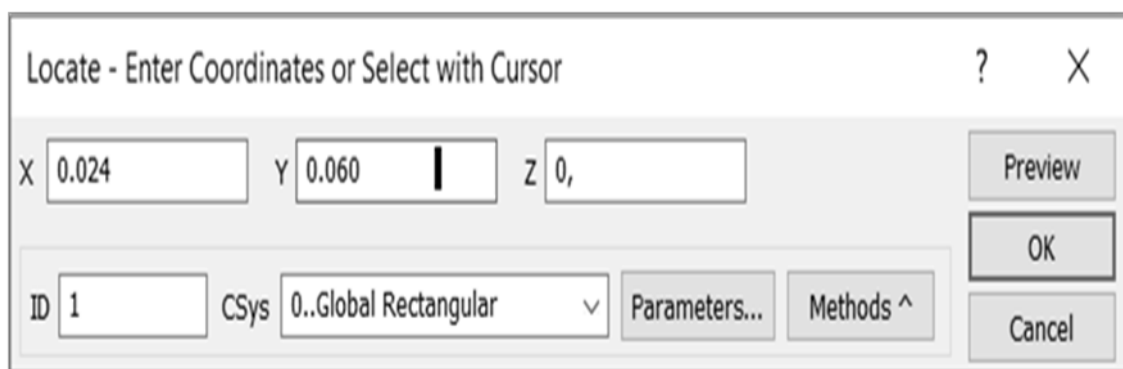 Locate - Enter Coordinates or Select with Cursor ? X
X 0.024 Y 0.060 Z 0, Preview
OK
ID 1 CSys 0..Global Rectangular Parameters... Methods ^
Cancel